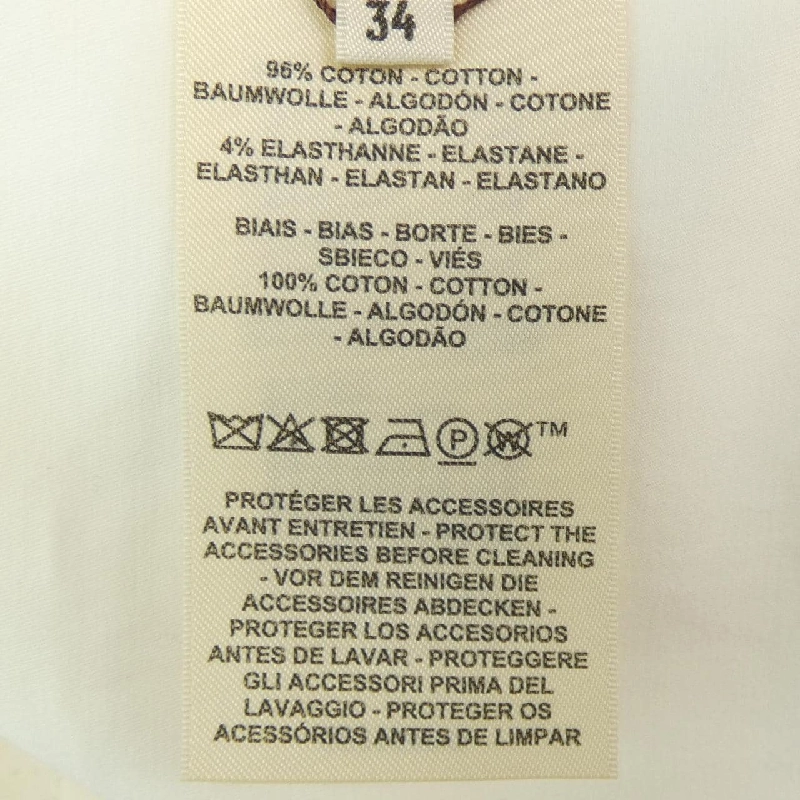 34
96% COTON - COTTON -
BAUMWOLLE - ALGODÓN - COTONE
- ALGODÃO
4% ELASTHANNE - ELASTANE -
ELASTHAN - ELASTAN - ELASTANO
BIAIS - BIAS - BORTE - BIES -
SBIECO - VIÉS
100% COTON - COTTON -
BAUMWOLLE - ALGODÓN - COTONE
- ALGODÃO
P W TM
PROTÉGER LES ACCESSOIRES
AVANT ENTRETIEN - PROTECT THE
ACCESSORIES BEFORE CLEANING
- VOR DEM REINIGEN DIE
ACCESSOIRES ABDECKEN -
PROTEGER LOS ACCESORIOS
ANTES DE LAVAR - PROTEGGERE
GLI ACCESSORI PRIMA DEL
LAVAGGIO - PROTEGER OS
ACESSÓRIOS ANTES DE LIMPAR